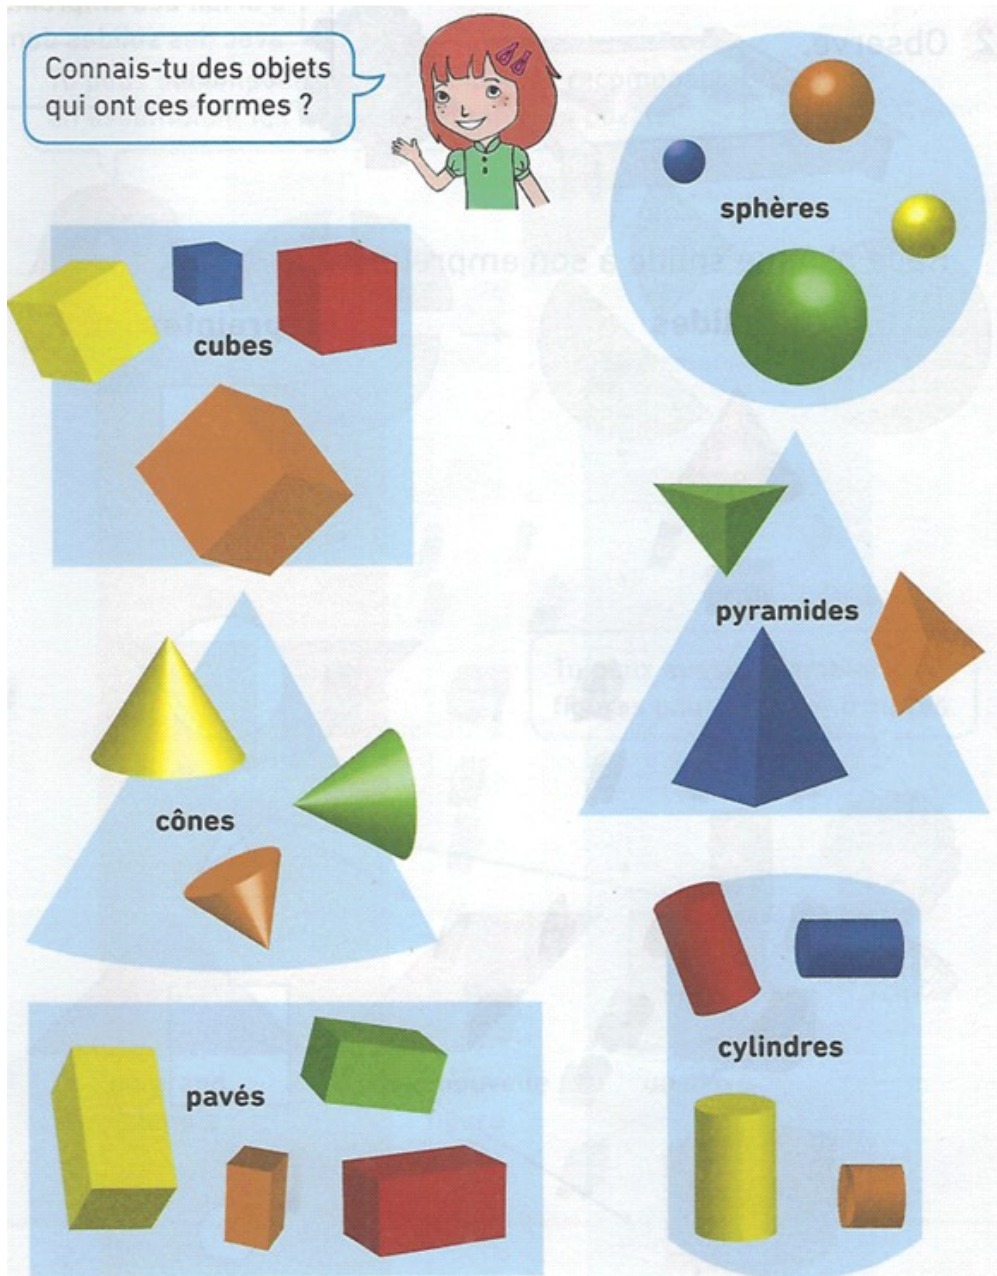 Connais-tu des objets
qui ont ces formes ?
sphères
cubes
pyramides
cônes
cylindres
pavés